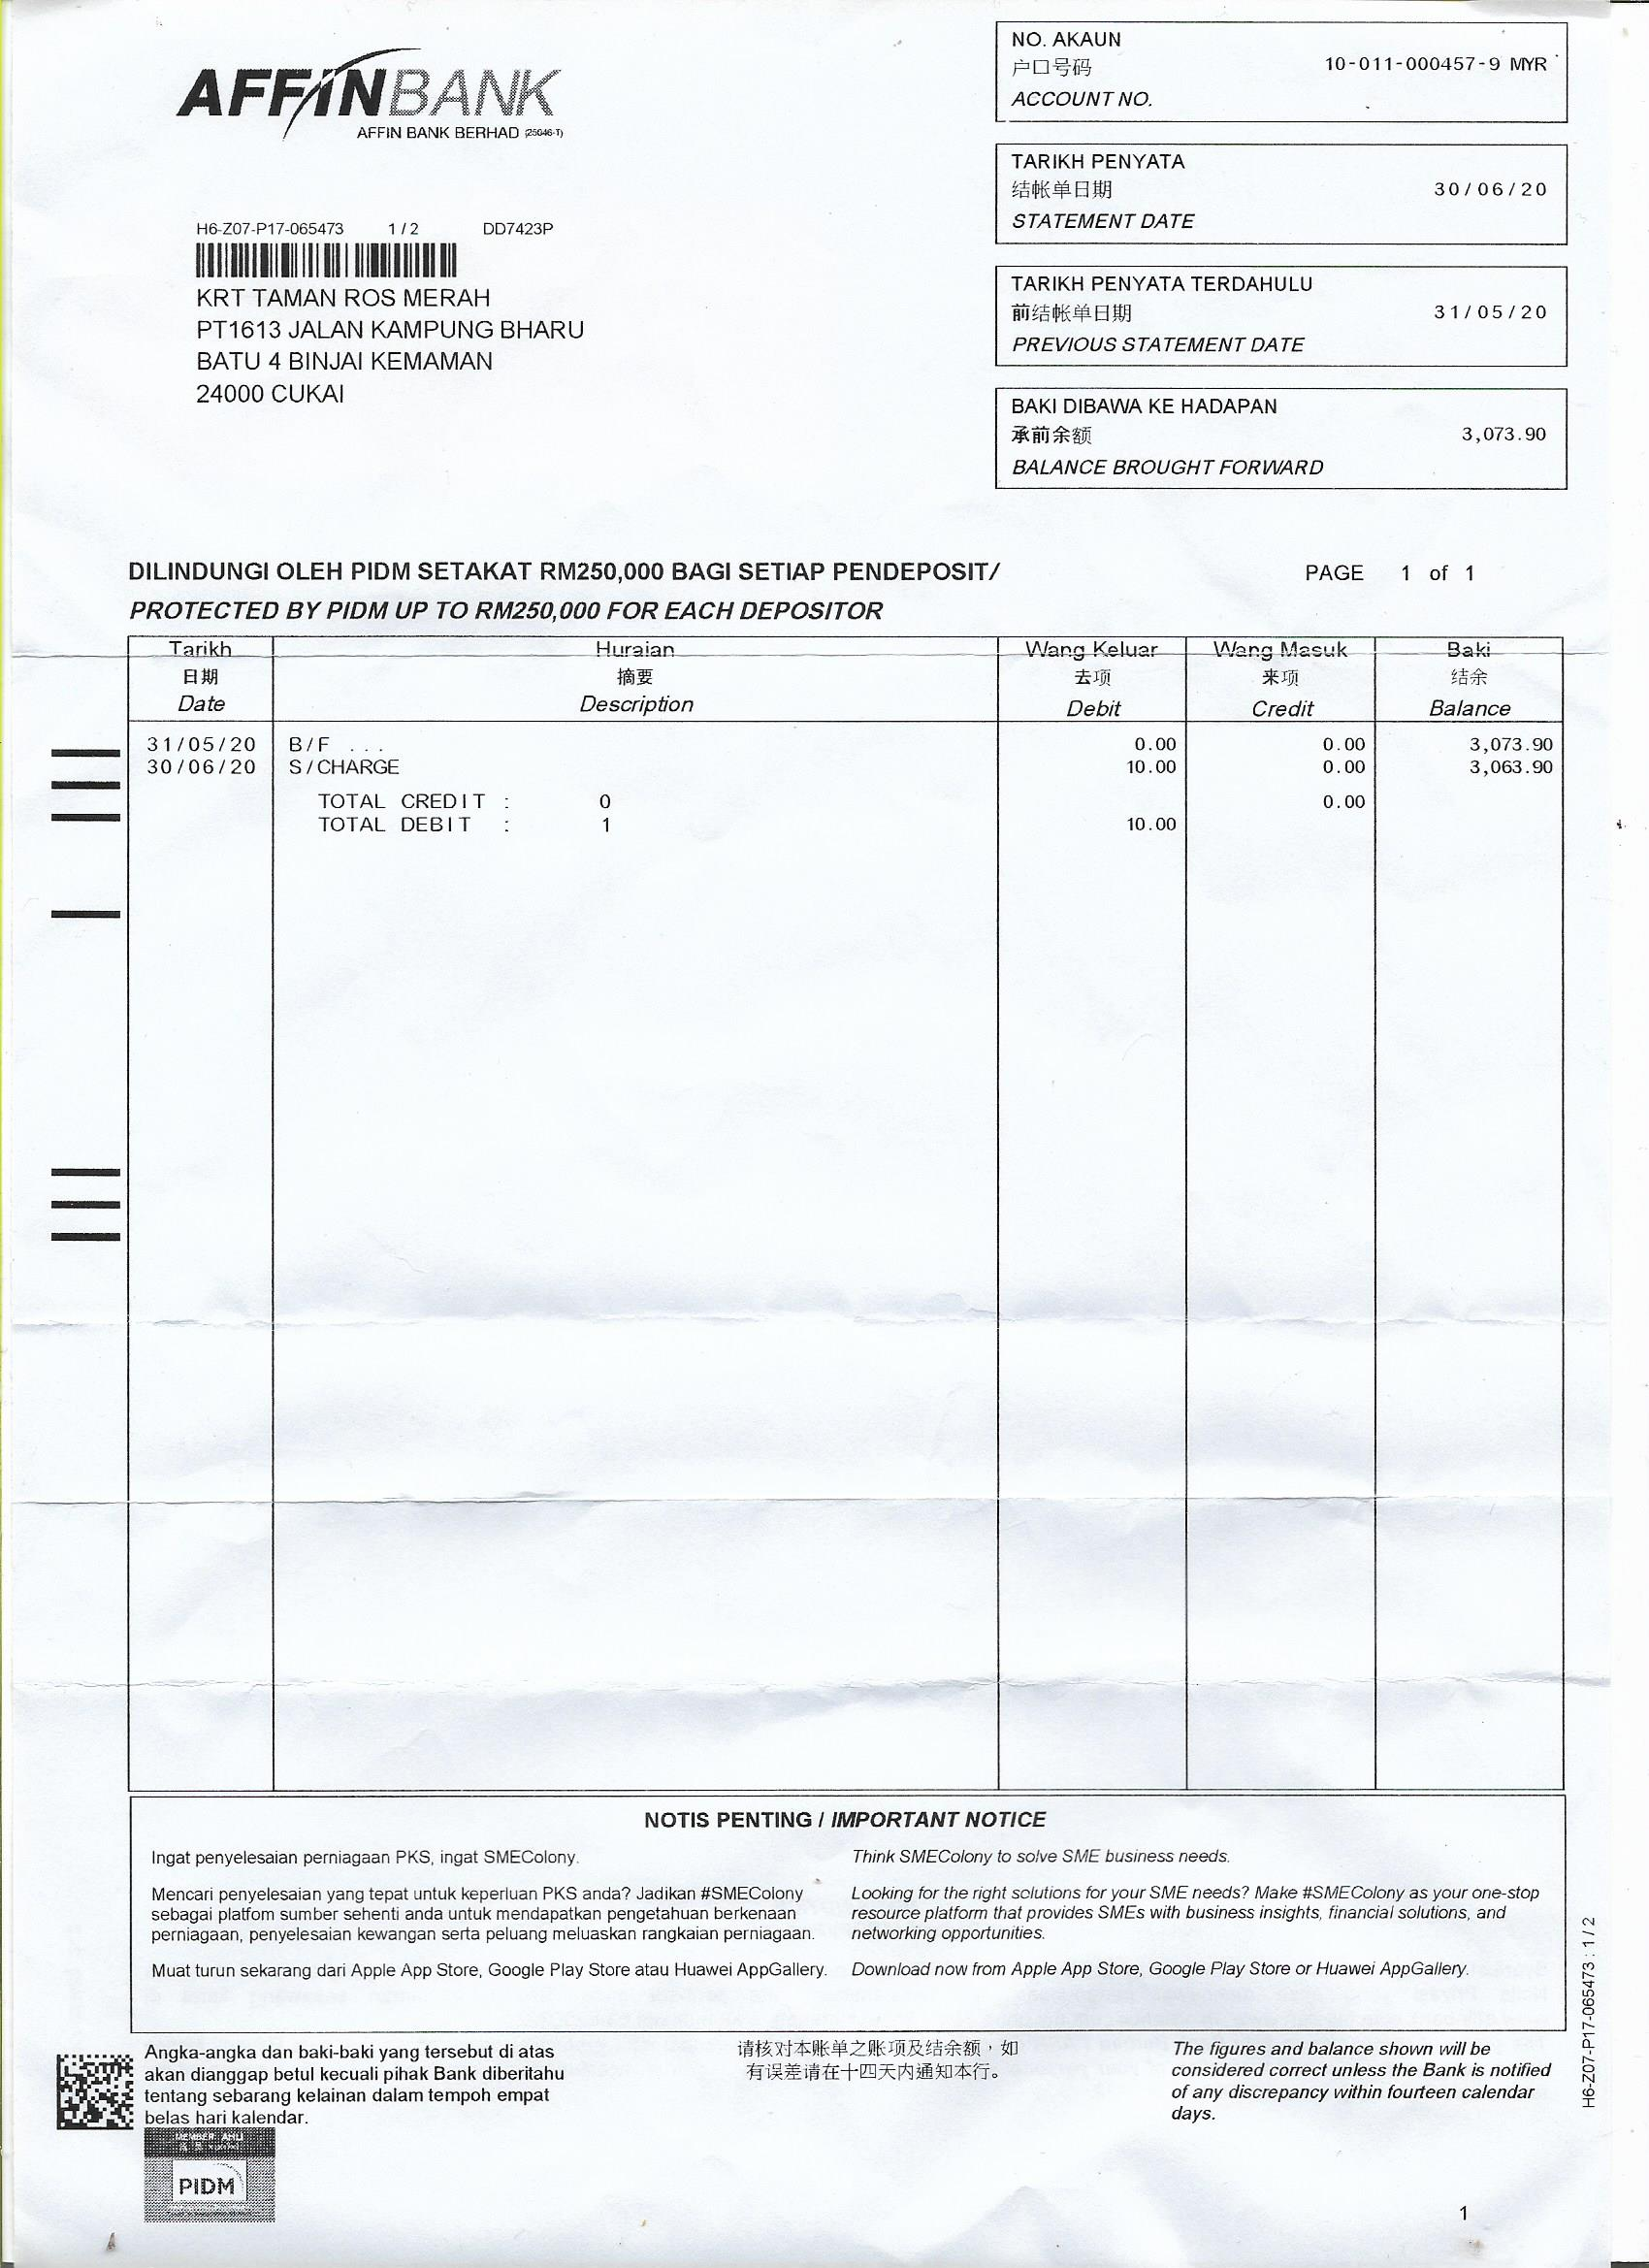 AFFINBANK
AFFIN BANK BERHAD (25046-T)
NO. AKAUN
户口号码
ACCOUNT NO.
10-011-000457-9 MYR
TARIKH PENYATA
结帐单日期
STATEMENT DATE
30/06/20
TARIKH PENYATA TERDAHULU
前结帐单日期
PREVIOUS STATEMENT DATE
31/05/20
BAKI DIBAWA KE HADAPAN
承前余额
BALANCE BROUGHT FORWARD
3,073.90
H6-Z07-P17-065473 1 / 2 DD7423P
KRT TAMAN ROS MERAH
PT1613 JALAN KAMPUNG BHARU
BATU 4 BINJAI KEMAMAN
24000 CUKAI
DILINDUNGI OLEH PIDM SETAKAT RM250,000 BAGI SETIAP PENDEPOSIT/
PROTECTED BY PIDM UP TO RM250,000 FOR EACH DEPOSITOR
PAGE 1 of 1
Tarikh Huraian Wang Keluar Wang Masuk Baki
日期 摘要 去项 来项 结余
Date Description Debit Credit Balance
31/05/20 B/F ... 0.00 0.00 3,073.90
30/06/20 S/CHARGE 10.00 0.00 3,063.90
TOTAL CREDIT : 0 0.00
TOTAL DEBIT : 1 10.00
NOTIS PENTING / IMPORTANT NOTICE
Ingat penyelesaian perniagaan PKS, ingat SMEColony.
Mencari penyelesaian yang tepat untuk keperluan PKS anda? Jadikan #SMEColony
sebagai platfom sumber sehenti anda untuk mendapatkan pengetahuan berkenaan
perniagaan, penyelesaian kewangan serta peluang meluaskan rangkaian perniagaan.
Muat turun sekarang dari Apple App Store, Google Play Store atau Huawei AppGallery.
Think SMEColony to solve SME business needs.
Looking for the right solutions for your SME needs? Make #SMEColony as your one-stop
resource platform that provides SMEs with business insights, financial solutions, and
networking opportunities.
Download now from Apple App Store, Google Play Store or Huawei AppGallery.
H6-Z07-P17-065473 : 1 / 2
Angka-angka dan baki-baki yang tersebut di atas
akan dianggap betul kecuali pihak Bank diberitahu
tentang sebarang kelainan dalam tempoh empat
belas hari kalendar.
请核对本账单之账项及结余额，如
有误差请在十四天内通知本行。
The figures and balance shown will be
considered correct unless the Bank is notified
of any discrepancy within fourteen calendar
days.
MEMBER AHLI
PIDM
1